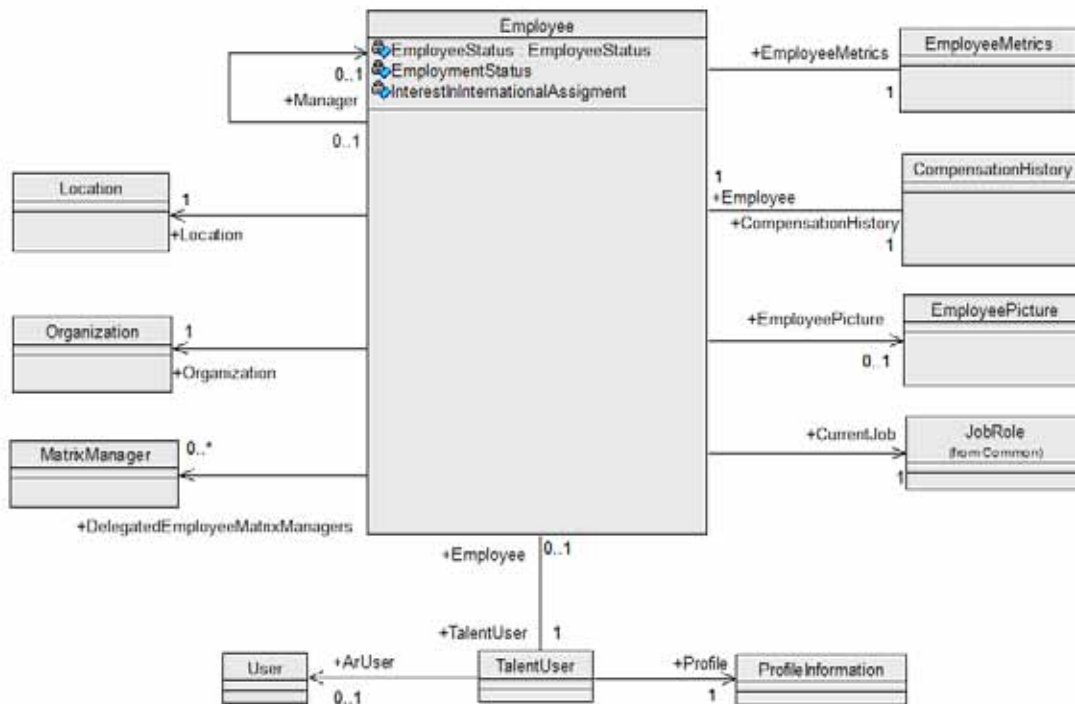 Employee
EmployeeStatus : EmployeeStatus
EmploymentStatus
InterestInInternationalAssigment
0..1
+Manager
0..1
+EmployeeMetrics
1
EmployeeMetrics
Location
1
+Location
1
+Employee
+CompensationHistory
1
CompensationHistory
Organization
1
+Organization
+EmployeePicture
0..1
EmployeePicture
MatrixManager
0..*
+DelegatedEmployeeMatrixManagers
+CurrentJob
1
JobRole
(from Common)
+Employee
0..1
+TalentUser
1
User
+ArUser
0..1
TalentUser
+Profile
1
ProfileInformation